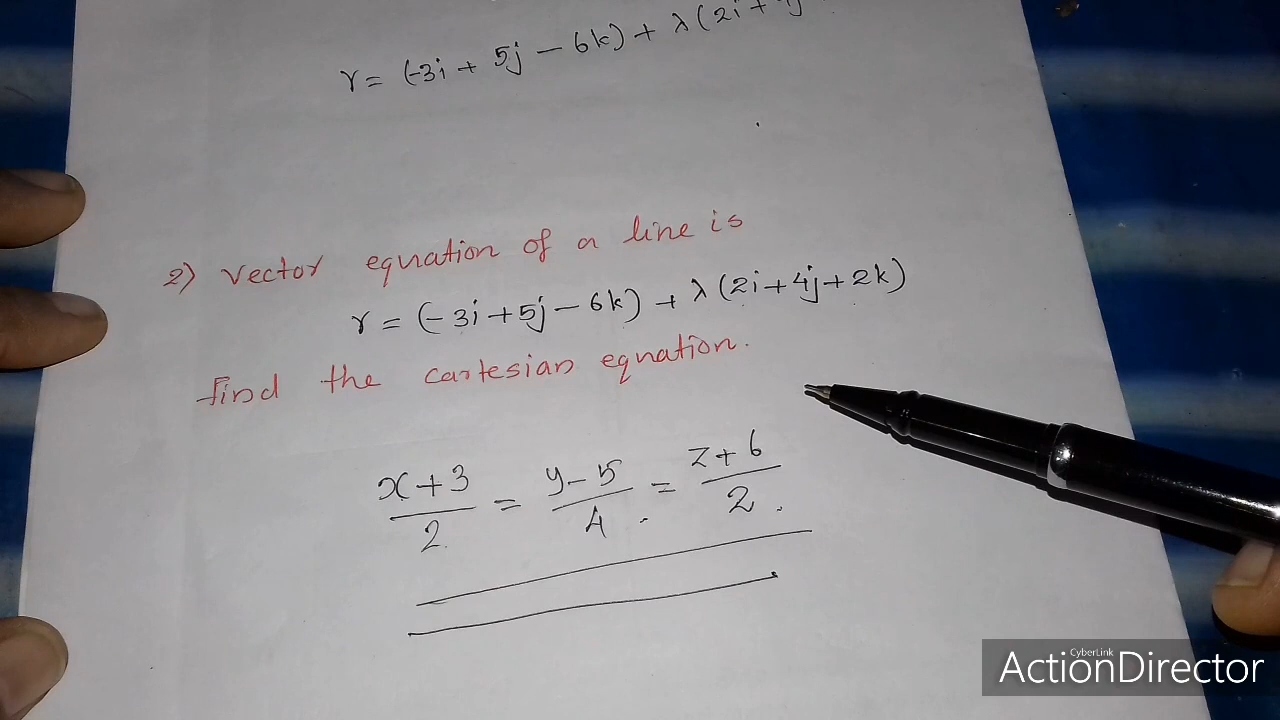 r = (-3i + 5j - 6k) + λ(2i +
2) Vector equation of a line is
r = (-3i + 5j - 6k) + λ(2i + 4j + 2k)
find the cartesian equation.
x+3/2 = y-5/4 = z+6/2
CyberLink
ActionDirector